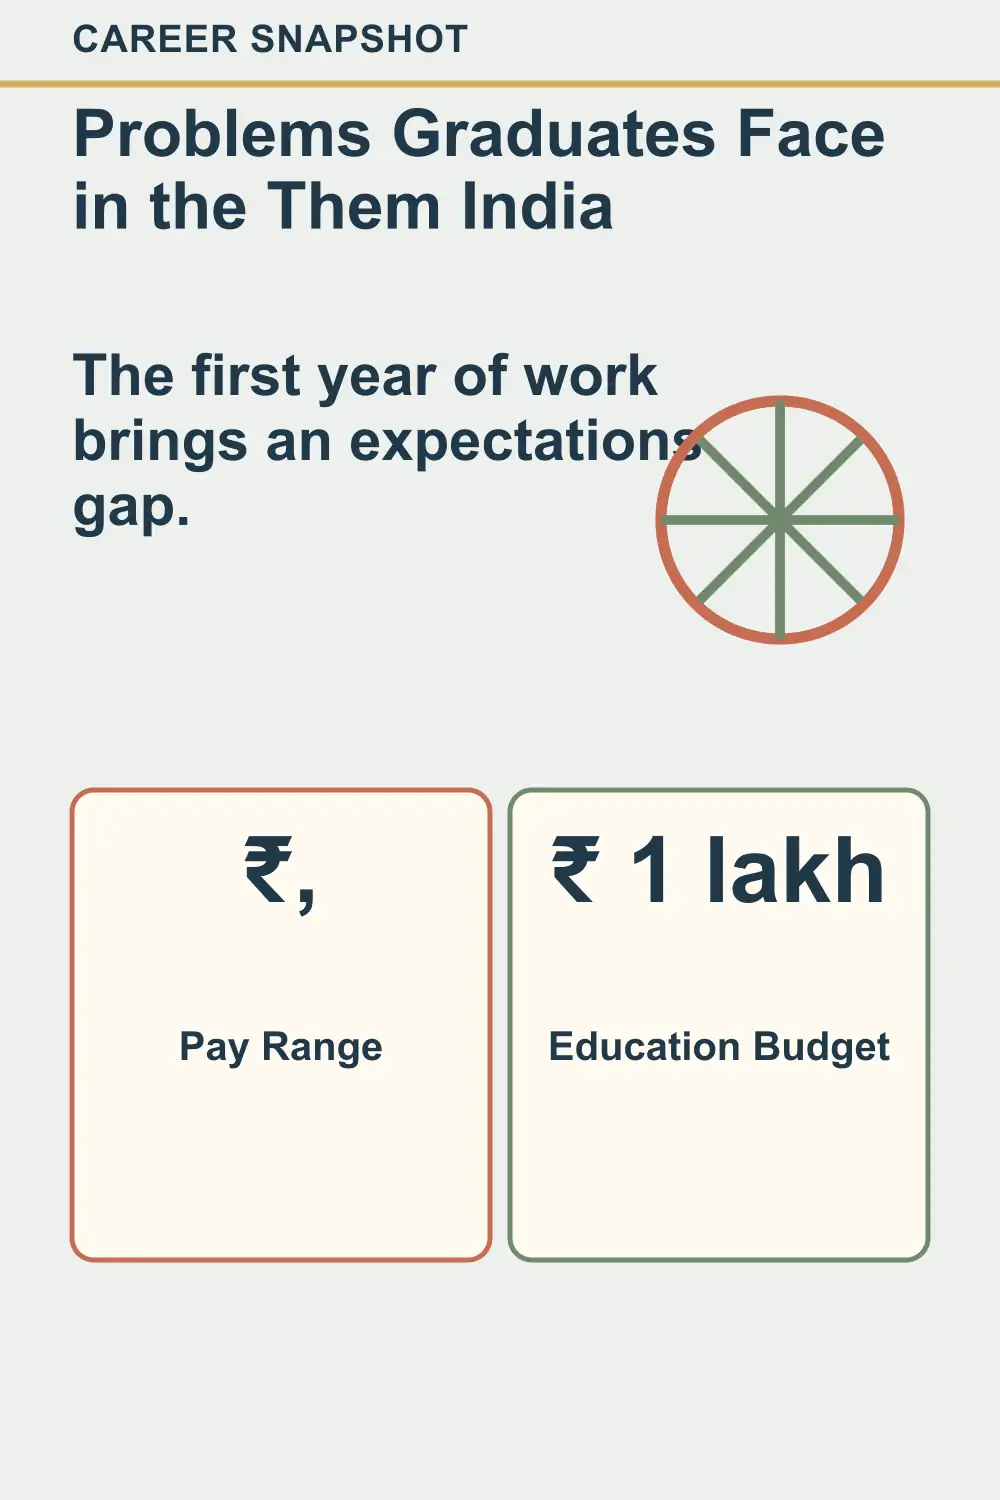 CAREER SNAPSHOT
Problems Graduates Face
in the Them India
The first year of work
brings an expectations
gap.
₹,
Pay Range
₹ 1 lakh
Education Budget